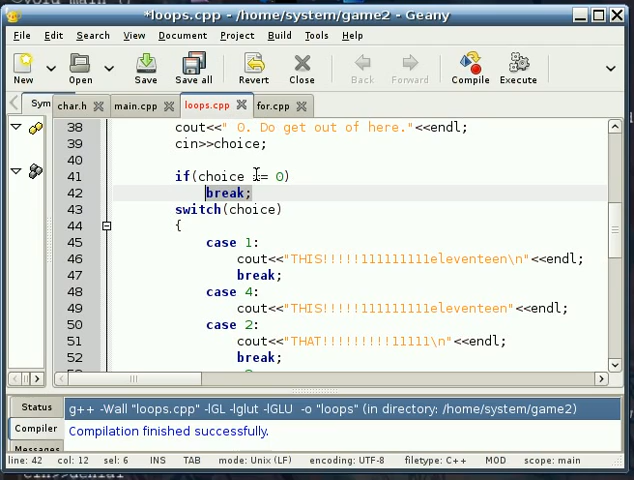 *loops.cpp - /home/system/game2 - Geany
File Edit Search View Document Project Build Tools Help
New Open Save Save all Revert Close Back Forward Compile Execute
Sym char.h main.cpp loops.cpp for.cpp
38 cout<<" 0. Do get out of here."<<endl;
39 cin>>choice;
40
41 if(choice == 0)
42 break;
43 switch(choice)
44 {
45 case 1:
46 cout<<"THIS!!!!!1111111111eleventeen\n"<<endl;
47 break;
48 case 4:
49 cout<<"THIS!!!!!1111111111eleventeen"<<endl;
50 case 2:
51 cout<<"THAT!!!!!!!!!11111\n"<<endl;
52 break;
Status
g++ -Wall "loops.cpp" -lGL -lglut -lGLU -o "loops" (in directory: /home/system/game2)
Compiler
Compilation finished successfully.
Messages
line: 42 col: 12 sel: 6 INS TAB mode: Unix (LF) encoding: UTF-8 filetype: C++ MOD scope: main